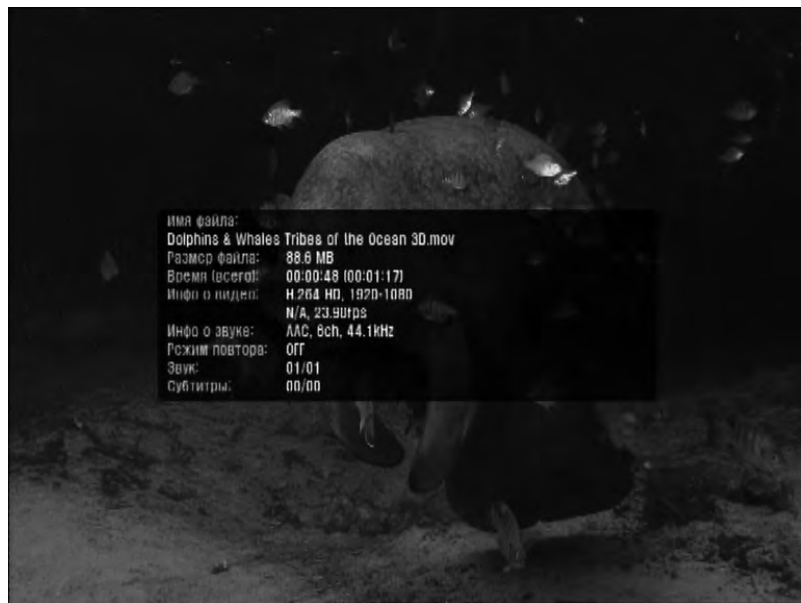 Имя файла:
Dolphins & Whales Tribes of the Ocean 3D.mov
Размер файла: 88.6 MB
Время (всего): 00:00:48 (00:01:17)
Инфо о видео: H.264 HD, 1920-1080
N/A, 23.98fps
Инфо о звуке: AAC, 6ch, 44.1kHz
Режим повтора: OFF
Звук: 01/01
Субтитры: 00/00